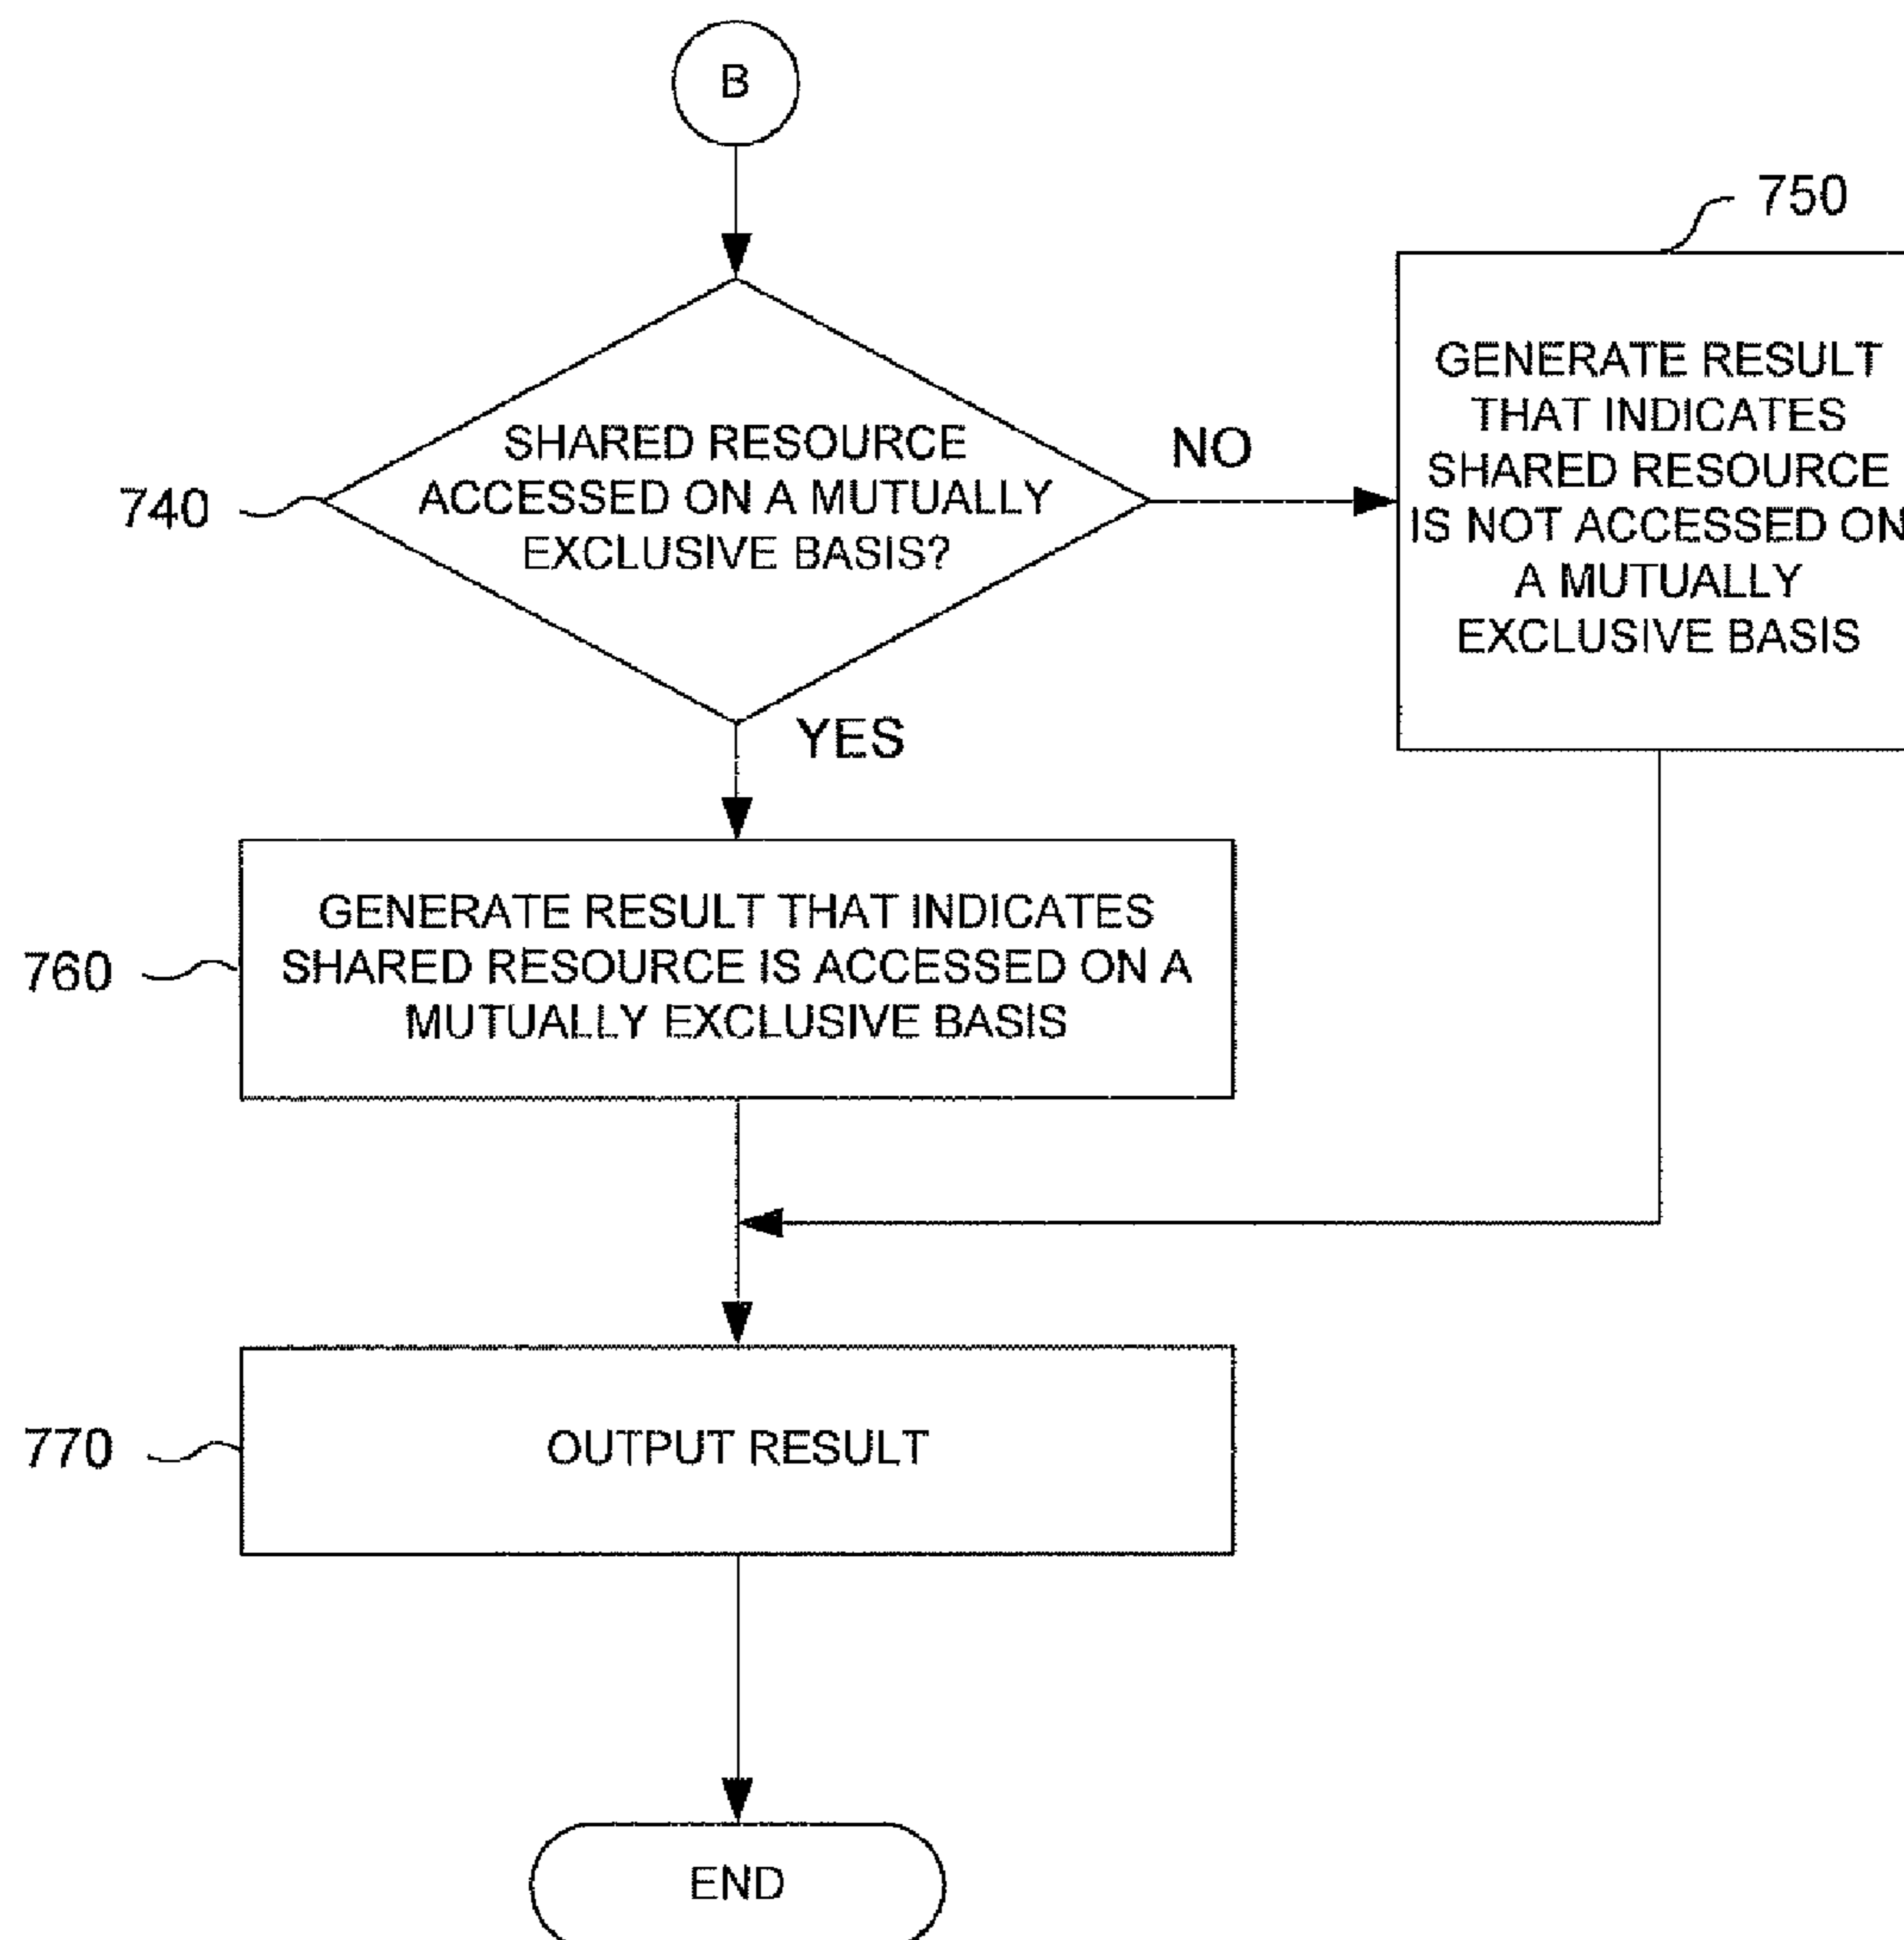 B
750
SHARED RESOURCE
ACCESSED ON A MUTUALLY
EXCLUSIVE BASIS?
740
NO
GENERATE RESULT
THAT INDICATES
SHARED RESOURCE
IS NOT ACCESSED ON
A MUTUALLY
EXCLUSIVE BASIS
YES
GENERATE RESULT THAT INDICATES
SHARED RESOURCE IS ACCESSED ON A
MUTUALLY EXCLUSIVE BASIS
760
770
OUTPUT RESULT
END